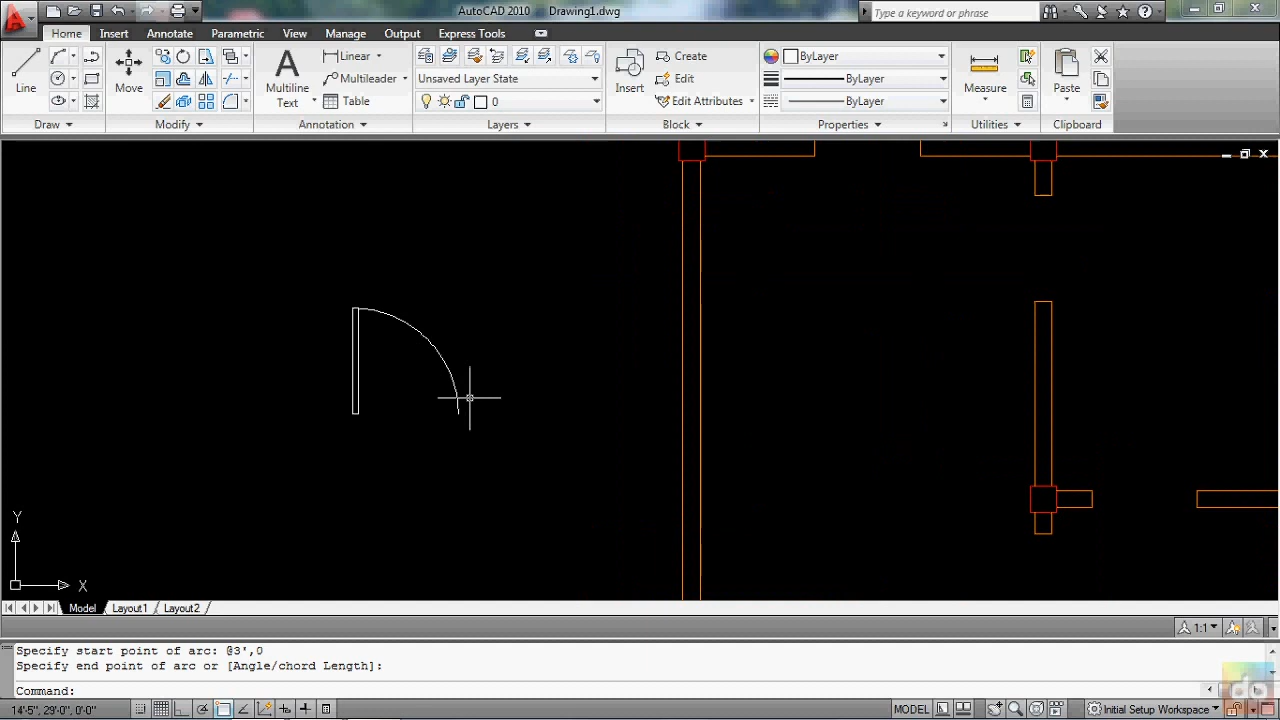 AutoCAD 2010 Drawing1.dwg
Type a keyword or phrase
Home Insert Annotate Parametric View Manage Output Express Tools
Line
Move
Multiline
Text
Linear
Multileader
Table
Unsaved Layer State
0
Insert
Create
Edit
Edit Attributes
ByLayer
ByLayer
ByLayer
Measure
Paste
Draw Modify Annotation Layers Block Properties Utilities Clipboard
Y
X
Model Layout1 Layout2
1:1
Specify start point of arc: @3',0
Specify end point of arc or [Angle/chord Length]:
Command:
14'-5", 29'-0", 0'-0" MODEL Initial Setup Workspace